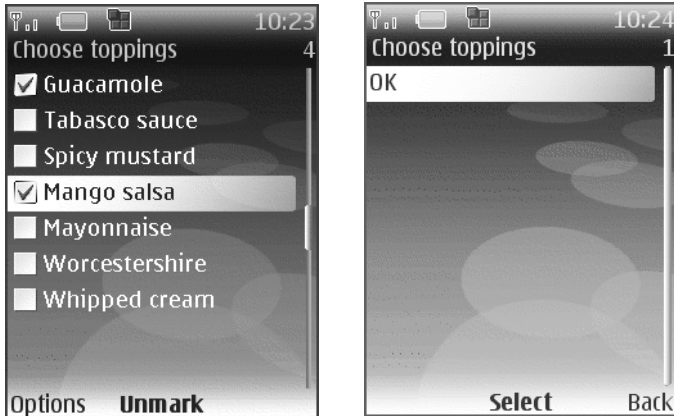 10:23
Choose toppings 4
Guacamole
Tabasco sauce
Spicy mustard
Mango salsa
Mayonnaise
Worcestershire
Whipped cream
Options Unmark
10:24
Choose toppings 1
OK
Select Back